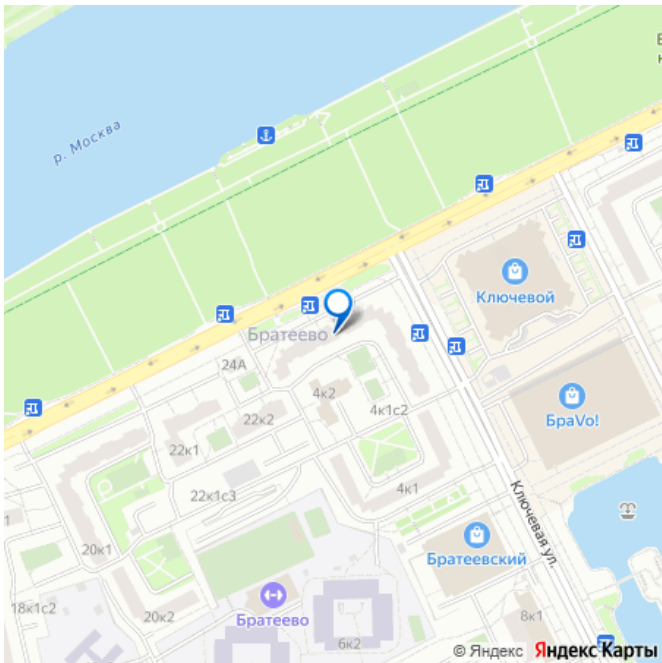 р. Москва
Ключевой
Братеево
24А
4к2
БраVo!
22к2
4к1с2
22к1
4к1
22к1с3
Ключевая ул.
20к1
Братеевский
18к1с2
20к2
Братеево
8к1
6к2
© Яндекс Яндекс Карты